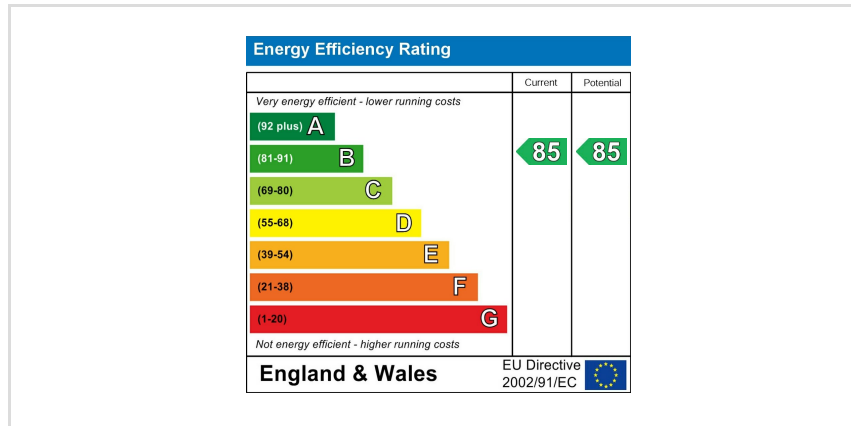 Energy Efficiency Rating
Current Potential
Very energy efficient - lower running costs
(92 plus) A
(81-91) B
85 85
(69-80) C
(55-68) D
(39-54) E
(21-38) F
(1-20) G
Not energy efficient - higher running costs
England & Wales
EU Directive
2002/91/EC